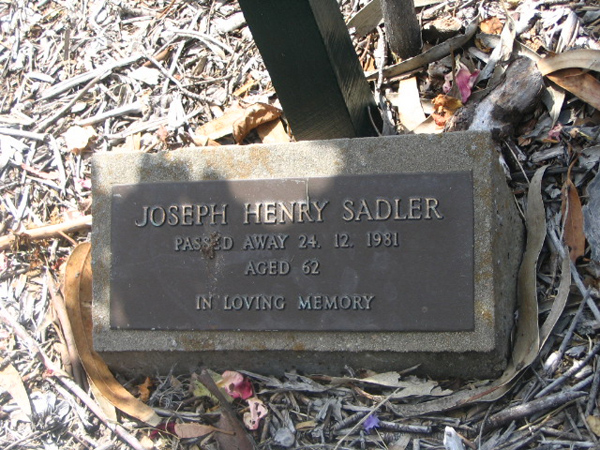 JOSEPH HENRY SADLER
PASSED AWAY 24. 12. 1981
AGED 62
IN LOVING MEMORY